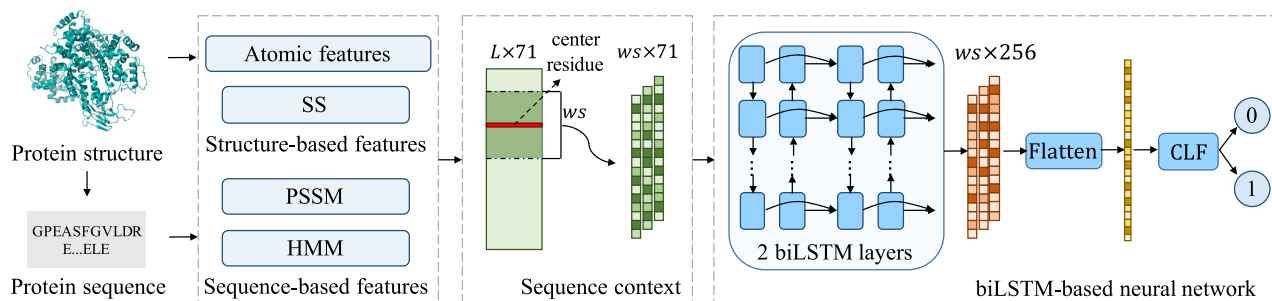 Protein structure
GPEASFGVLDR
E...ELE
Protein sequence
Atomic features
SS
Structure-based features
PSSM
HMM
Sequence-based features
L×71
center
residue
ws
ws×71
Sequence context
2 biLSTM layers
ws×256
Flatten
CLF
0
1
biLSTM-based neural network